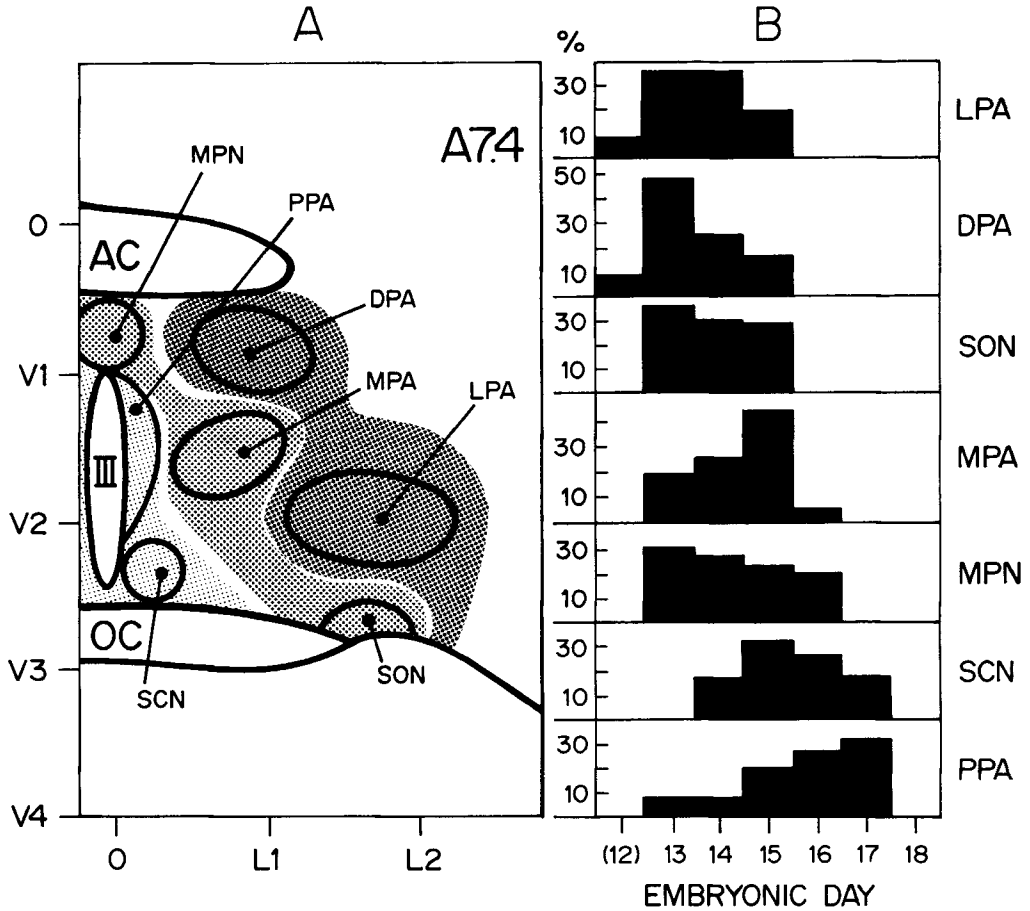 A
B
A7.4
MPN
PPA
DPA
MPA
LPA
AC
III
OC
SCN
SON
0
V1
V2
V3
V4
0 L1 L2
%
30
10
LPA
50
30
10
DPA
30
10
SON
30
10
MPA
30
10
MPN
30
10
SCN
30
10
PPA
(12) 13 14 15 16 17 18
EMBRYONIC DAY